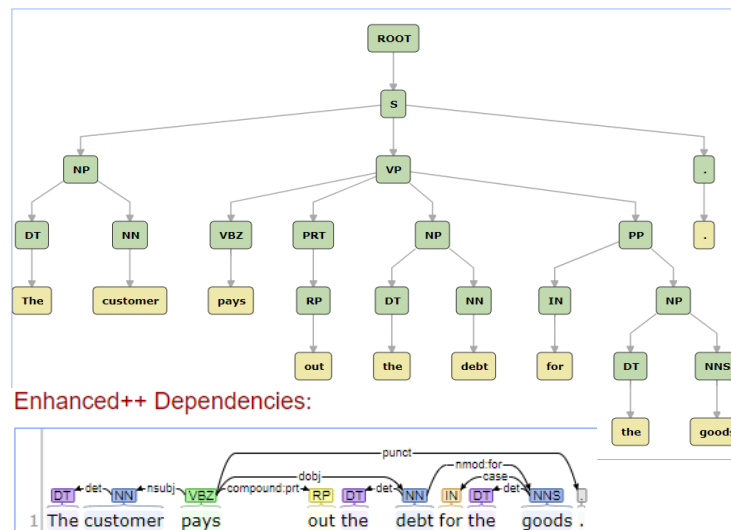 ROOT
S
NP VP .
DT NN VBZ PRT NP PP .
The customer pays RP DT NN IN NP
out the debt for DT NNS
the goods
Enhanced++ Dependencies:
punct
dobj nmod:for
det nsubj compound:prt det case det
DT NN VBZ RP DT NN IN DT NNS .
1 The customer pays out the debt for the goods .